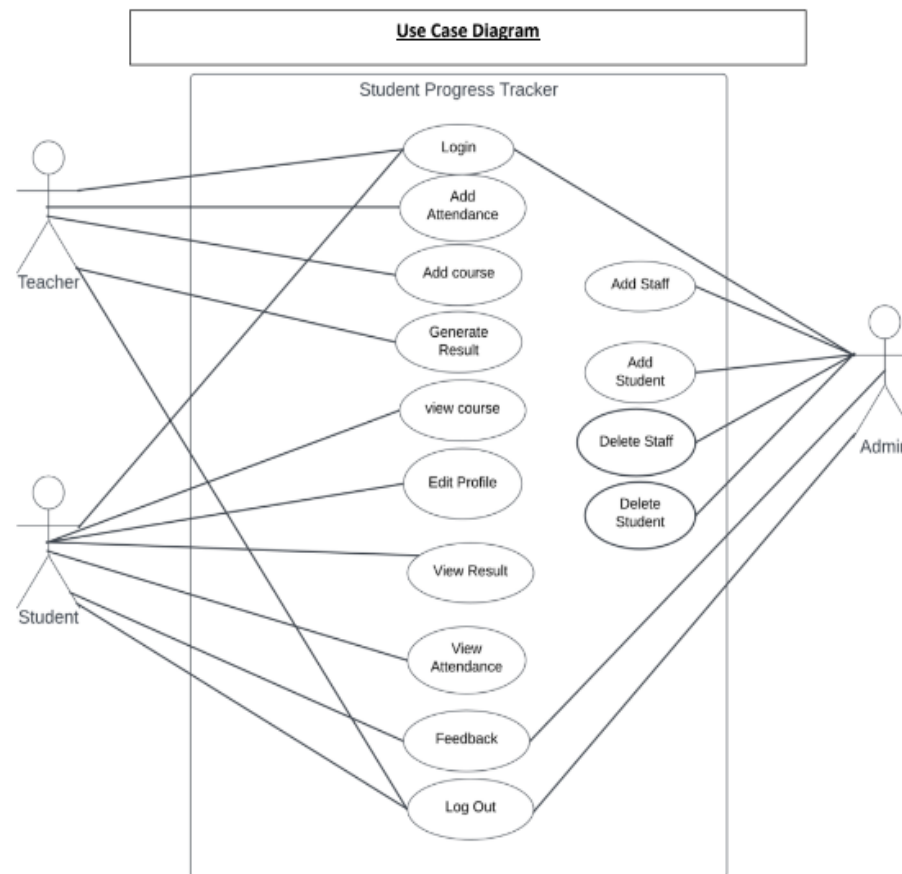 Use Case Diagram
Student Progress Tracker
Login
Add
Attendance
Add course
Add Staff
Teacher
Generate
Result
Add
Student
view course
Delete Staff
Admin
Edit Profile
Delete
Student
View Result
Student
View
Attendance
Feedback
Log Out